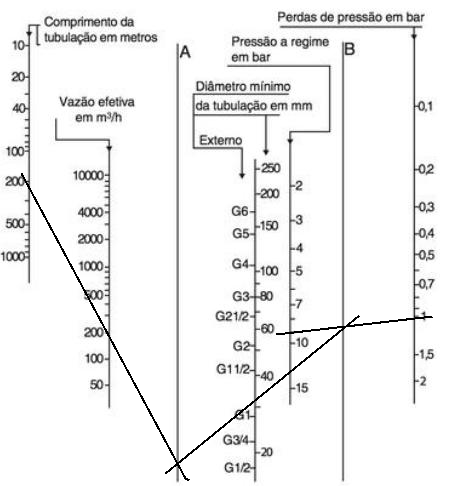 Comprimento da
tubulação em metros
Perdas de pressão em bar
Pressão a regime
em bar
Diâmetro mínimo
da tubulação em mm
Externo
Vazão efetiva
em m³/h
A
B
10
20
40
100
200
500
1000
10000
4000
2000
1000
500
200
100
50
G6
G5
G4
G3
G21/2
G2
G11/2
G1
G3/4
G1/2
250
200
150
100
80
60
40
20
2
3
4
5
7
10
15
0,1
0,2
0,3
0,4
0,5
0,7
1
1,5
2